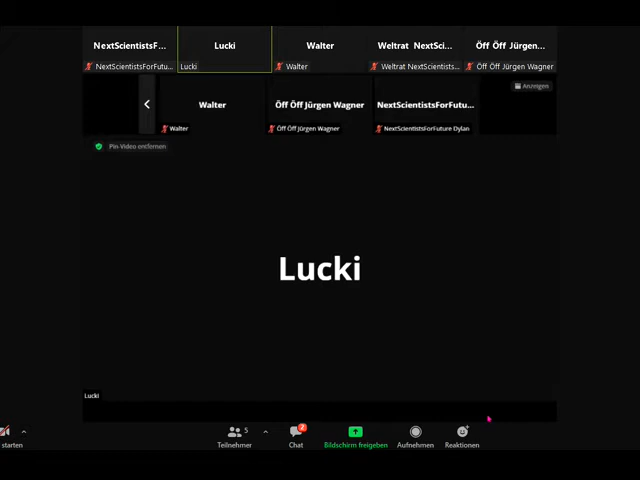 NextScientistsF...
Lucki
Walter
Weltrat NextSci...
Öff Öff Jürgen...
NextScientistsForFutu...
Lucki
Walter
Weltrat NextScientists...
Öff Öff Jürgen Wagner
Walter
Öff Öff Jürgen Wagner
NextScientistsForFutu...
Anzeigen
Walter
Öff Öff Jürgen Wagner
NextScientistsForFuture Dylan
Pin-Video entfernen
Lucki
Lucki
5
2
starten
Teilnehmer
Chat
Bildschirm freigeben
Aufnehmen
Reaktionen